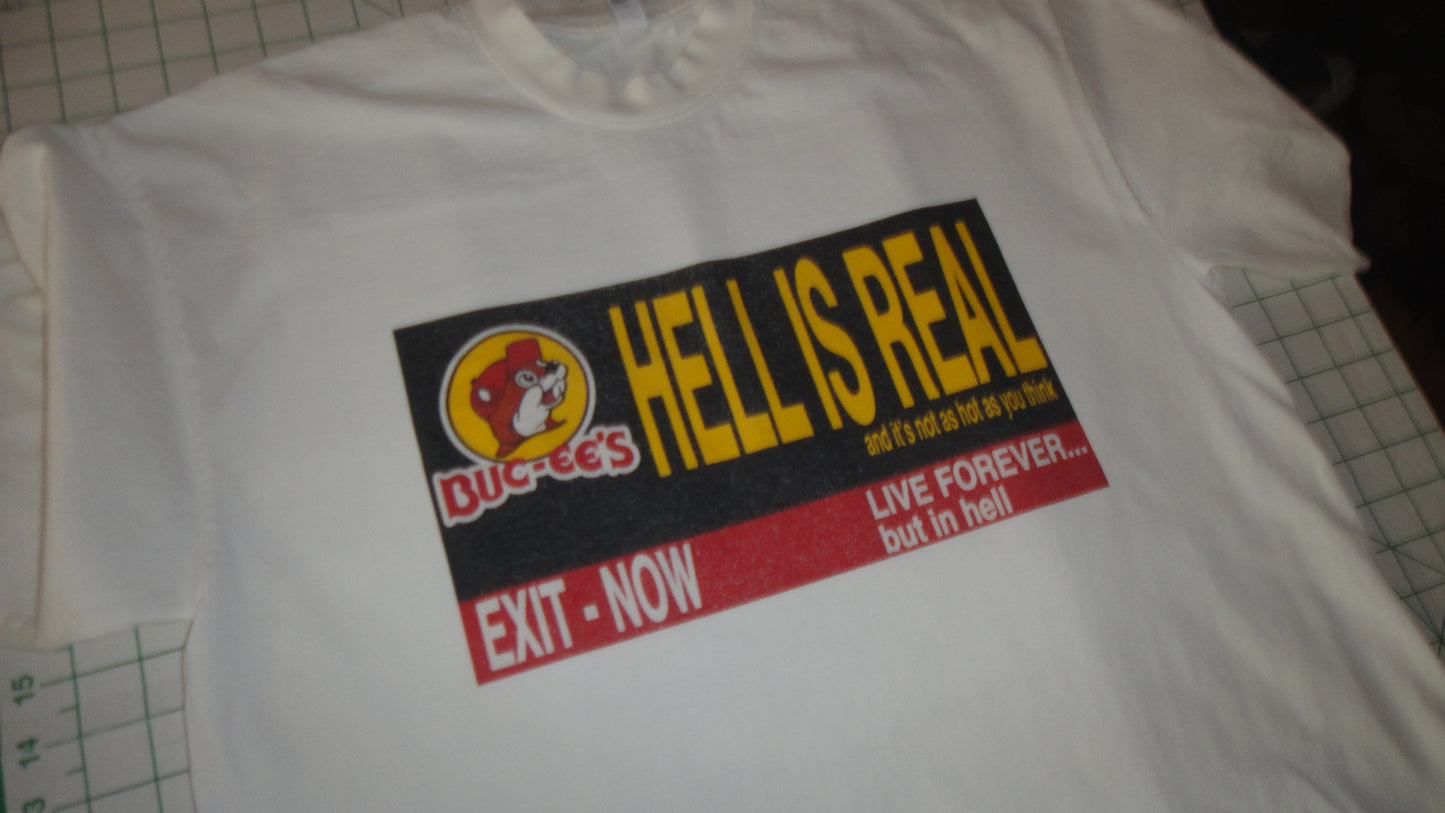 HELL IS REAL
and it's not as hot as you think
BUC-EE'S
LIVE FOREVER...
but in hell
EXIT - NOW
15
14